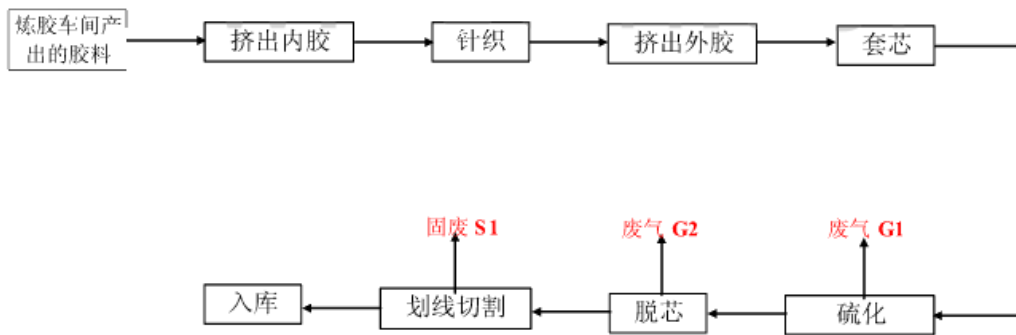 炼胶车间产
出的胶料
挤出内胶
针织
挤出外胶
套芯
固废 S1
废气 G2
废气 G1
入库
划线切割
脱芯
硫化